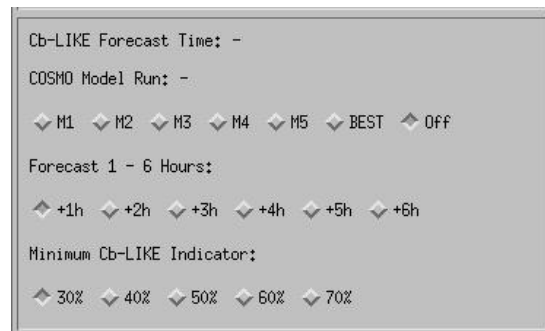 Cb-LIKE Forecast Time: -
COSMO Model Run: -
M1 M2 M3 M4 M5 BEST Off
Forecast 1 - 6 Hours:
+1h +2h +3h +4h +5h +6h
Minimum Cb-LIKE Indicator:
30% 40% 50% 60% 70%